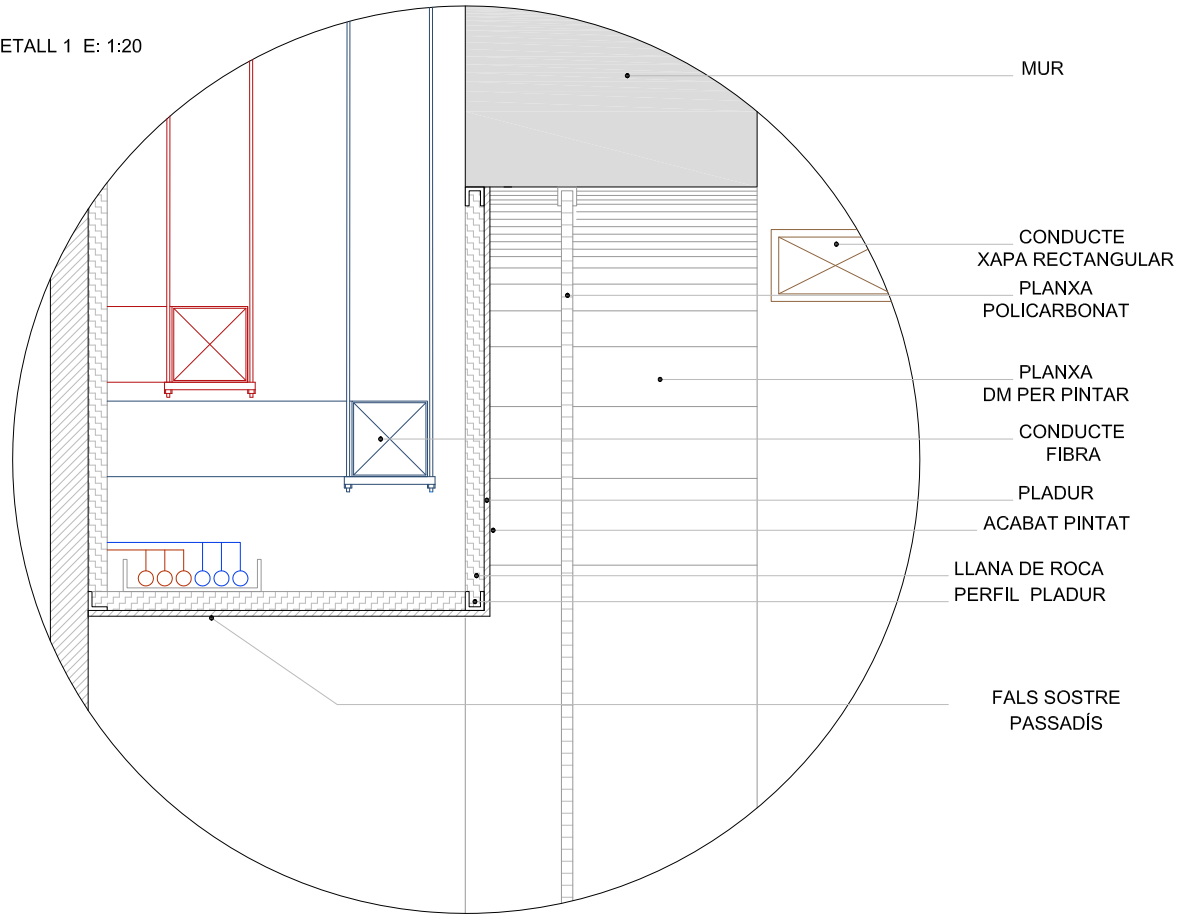 ETALL 1 E: 1:20
MUR
CONDUCTE
XAPA RECTANGULAR
PLANXA
POLICARBONAT
PLANXA
DM PER PINTAR
CONDUCTE
FIBRA
PLADUR
ACABAT PINTAT
LLANA DE ROCA
PERFIL PLADUR
FALS SOSTRE
PASSADÍS